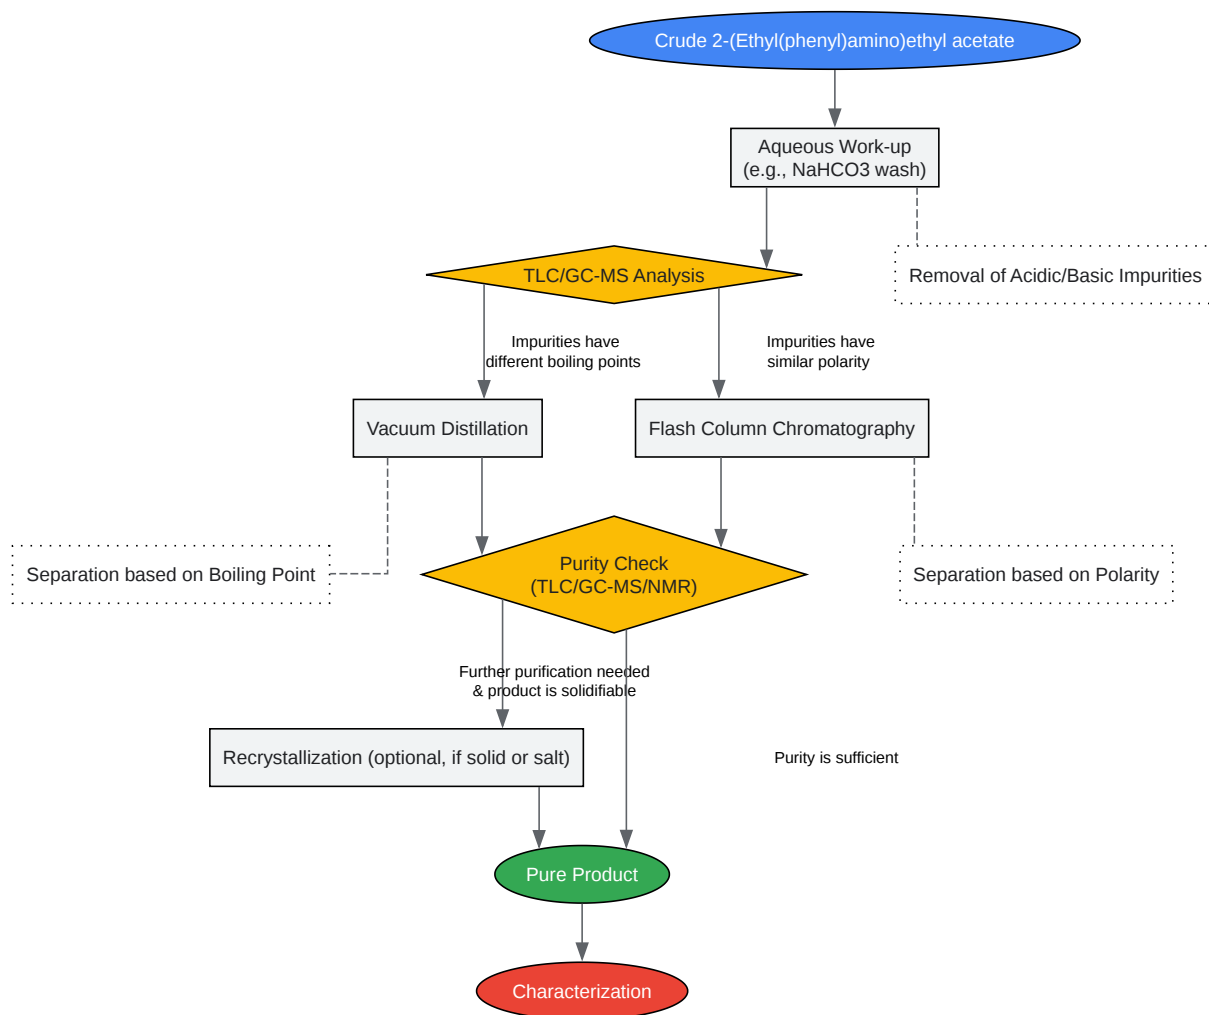 Crude 2-(Ethyl(phenyl)amino)ethyl acetate
Aqueous Work-up
(e.g., NaHCO3 wash)
TLC/GC-MS Analysis
Removal of Acidic/Basic Impurities
Impurities have
different boiling points
Impurities have
similar polarity
Vacuum Distillation
Flash Column Chromatography
Separation based on Boiling Point
Purity Check
(TLC/GC-MS/NMR)
Separation based on Polarity
Further purification needed
& product is solidifiable
Recrystallization (optional, if solid or salt)
Purity is sufficient
Pure Product
Characterization